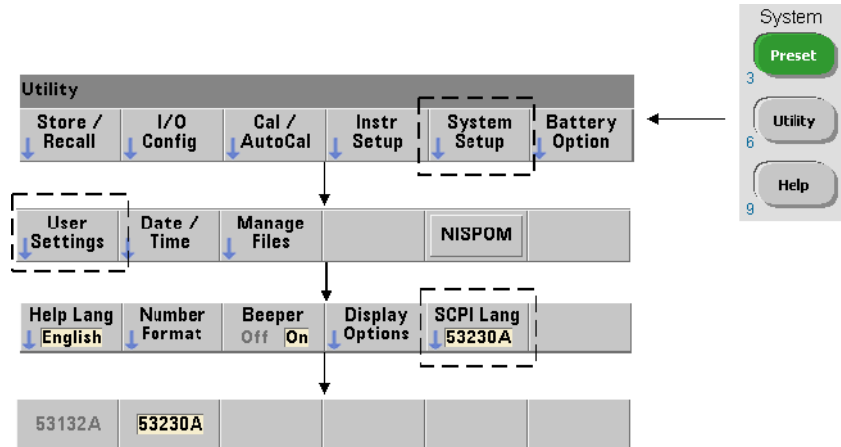 System
Preset
3
Utility
6
Help
9
Utility
Store / Recall
I/O Config
Cal / AutoCal
Instr Setup
System Setup
Battery Option
User Settings
Date / Time
Manage Files
NISPOM
Help Lang English
Number Format
Beeper Off On
Display Options
SCPI Lang 53230A
53132A
53230A